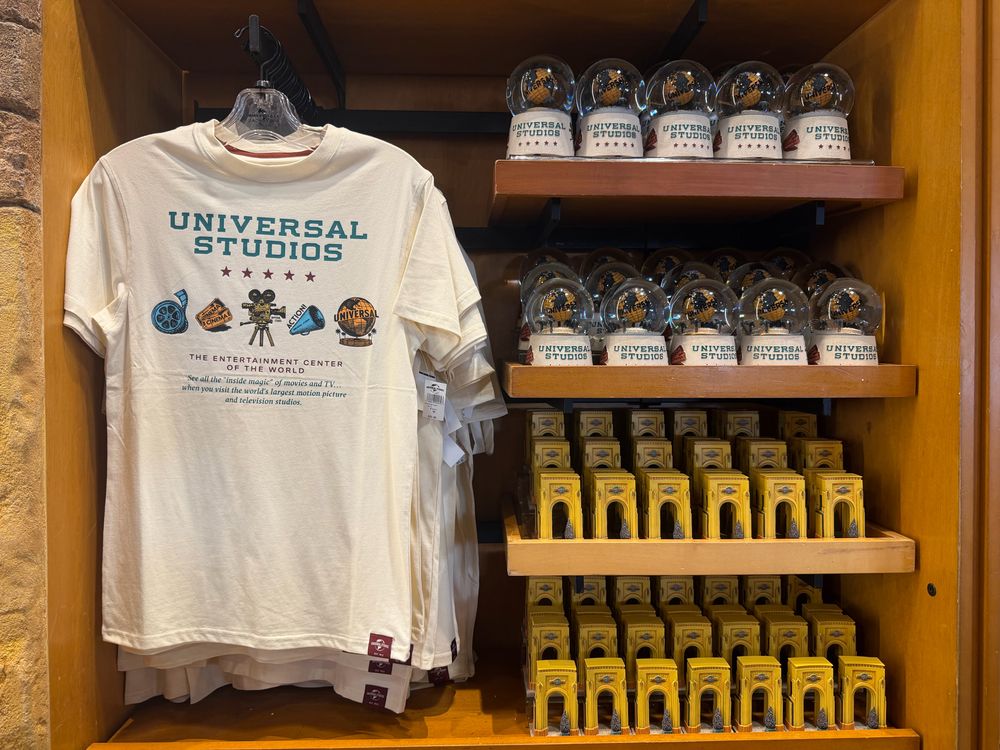 UNIVERSAL
STUDIOS
ACTION!
UNIVERSAL
THE ENTERTAINMENT CENTER
OF THE WORLD
See all the "inside magic" of movies and TV...
when you visit the world's largest motion picture
and television studios.
UNIVERSAL
STUDIOS
UNIVERSAL
STUDIOS
UNIVERSAL
STUDIOS
UNIVERSAL
STUDIOS
UNIVERSAL
STUDIOS
UNIVERSAL
STUDIOS
UNIVERSAL
STUDIOS
UNIVERSAL
STUDIOS
UNIVERSAL
STUDIOS
UNIVERSAL
STUDIOS